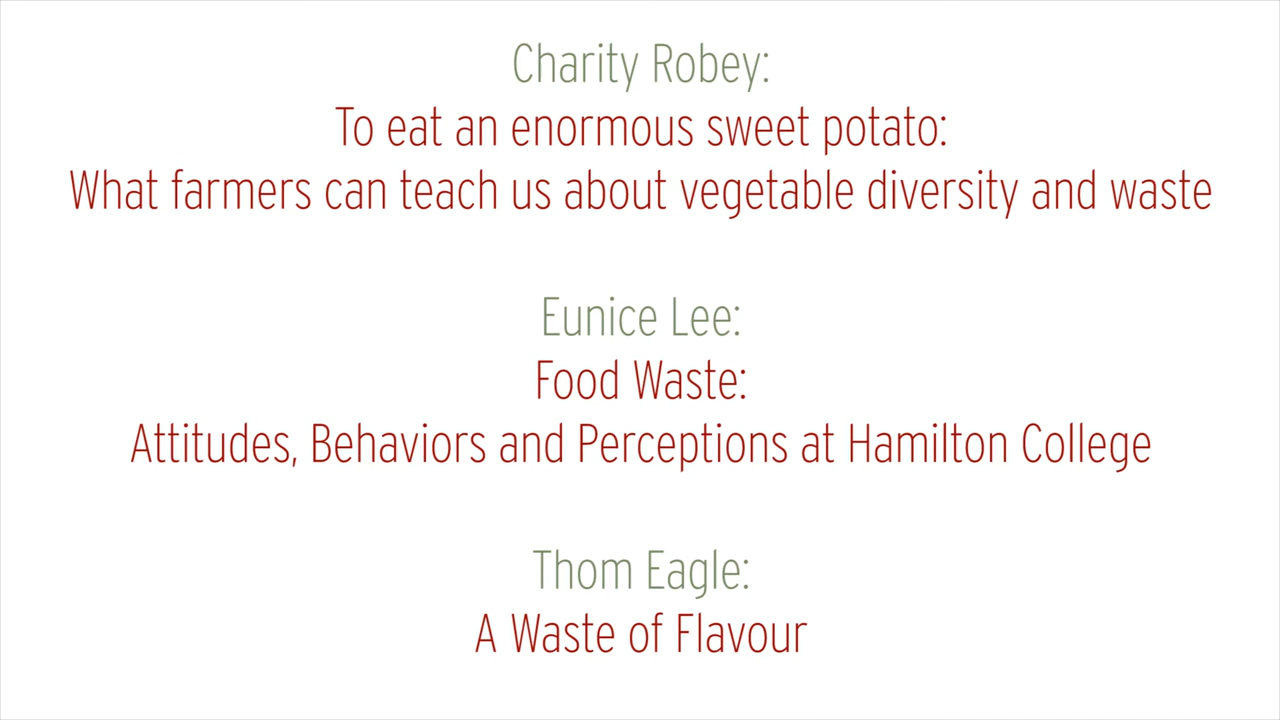 Charity Robey:
To eat an enormous sweet potato:
What farmers can teach us about vegetable diversity and waste
Eunice Lee:
Food Waste:
Attitudes, Behaviors and Perceptions at Hamilton College
Thom Eagle:
A Waste of Flavour